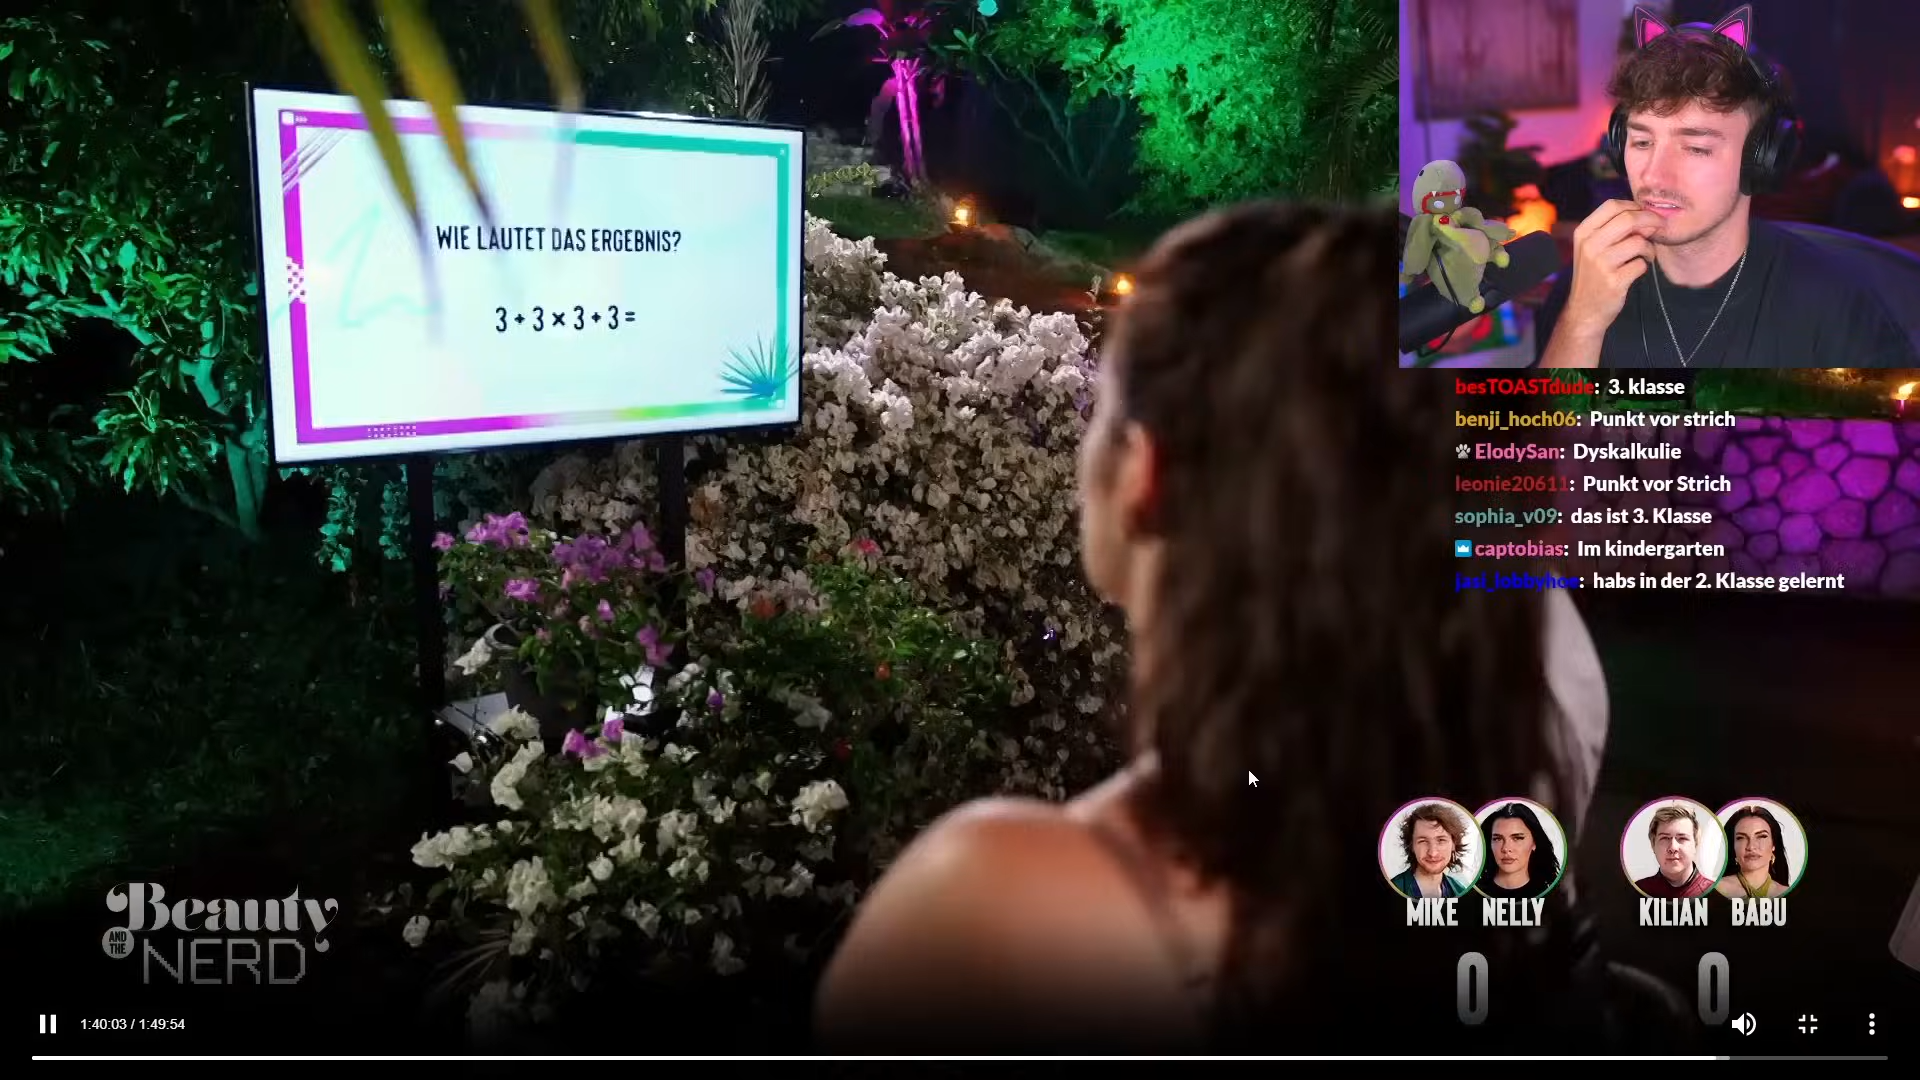 WIE LAUTET DAS ERGEBNIS?
3 + 3 × 3 + 3 =
besTOASTdude: 3. klasse
benji_hoch06: Punkt vor strich
ElodySan: Dyskalkulie
leonie20611: Punkt vor Strich
sophia_v09: das ist 3. Klasse
captobias: Im kindergarten
jasi_lobbyhoe: habs in der 2. Klasse gelernt
MIKE NELLY KILIAN BABU
0 0
Beauty
AND THE
NERD
1:40:03 / 1:49:54